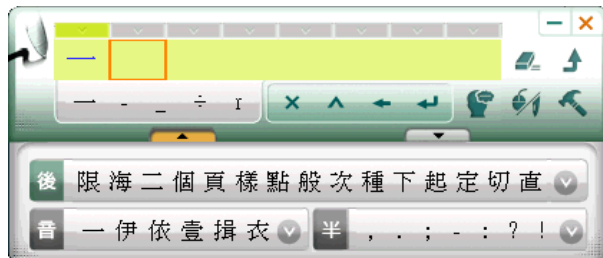 一
一 - _ ÷ I
後 限海二個頁樣點般次種下起定切直
音 一伊依壹揖衣 半 , . ; - : ? !